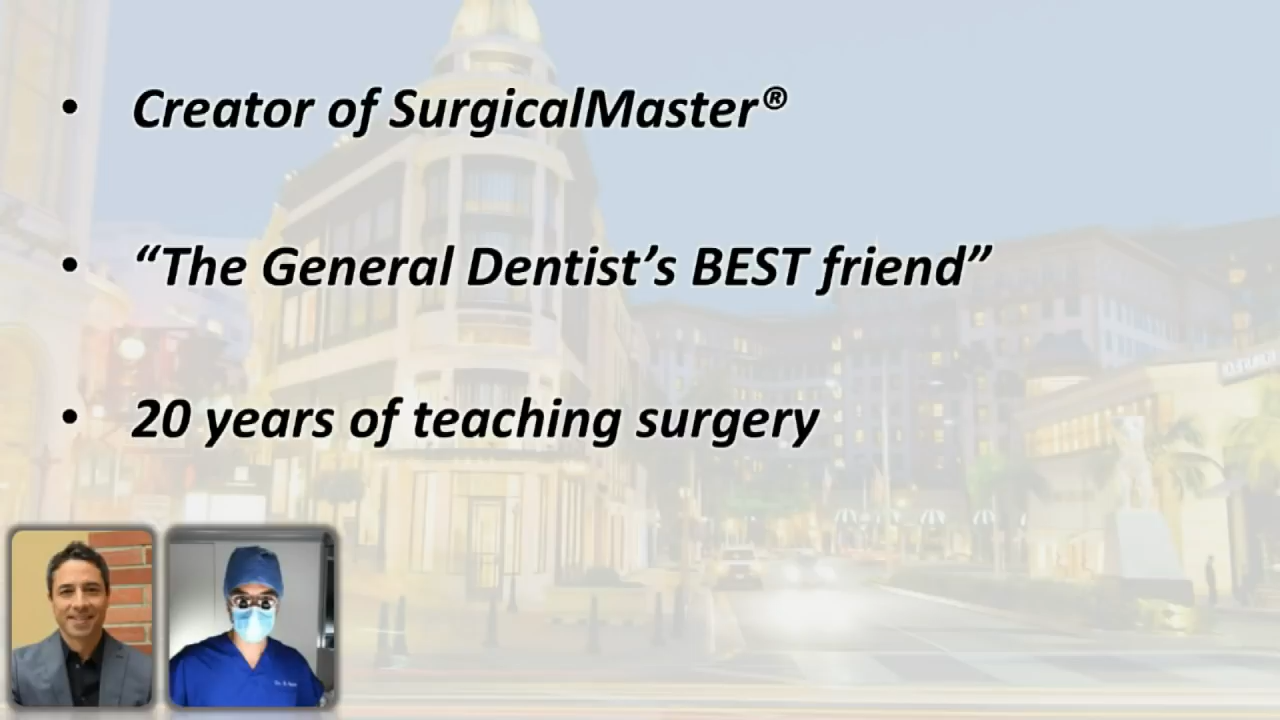 • Creator of SurgicalMaster®
• “The General Dentist’s BEST friend”
• 20 years of teaching surgery